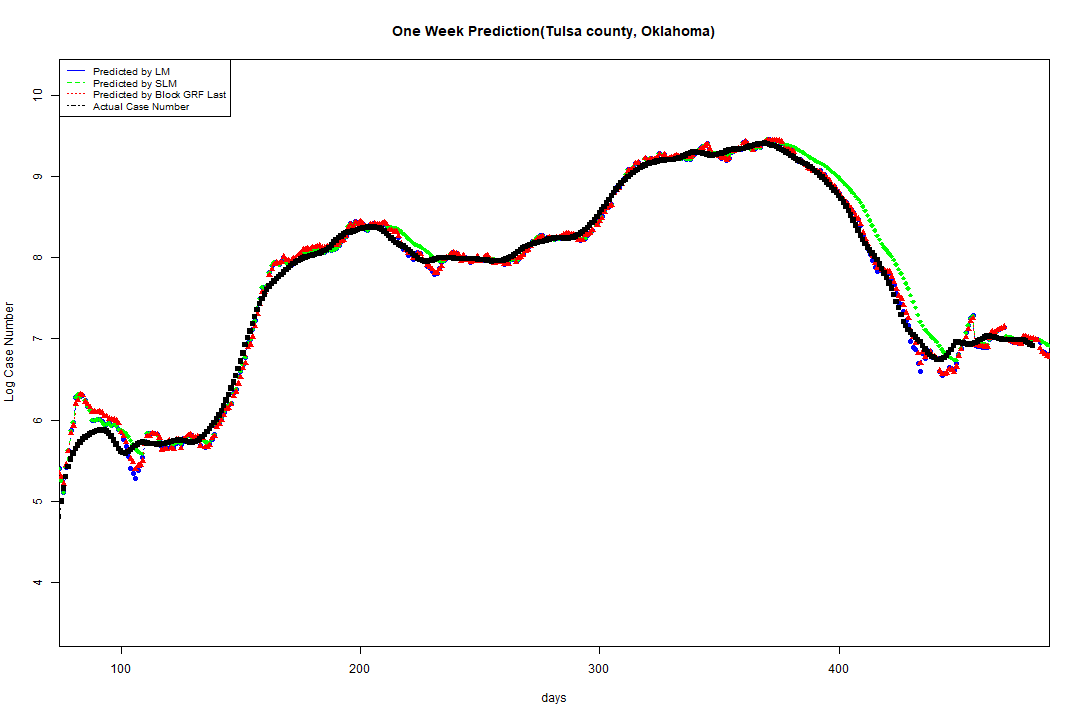 One Week Prediction(Tulsa county, Oklahoma)
Predicted by LM
Predicted by SLM
Predicted by Block GRF Last
Actual Case Number
Log Case Number
10
9
8
7
6
5
4
100 200 300 400
days